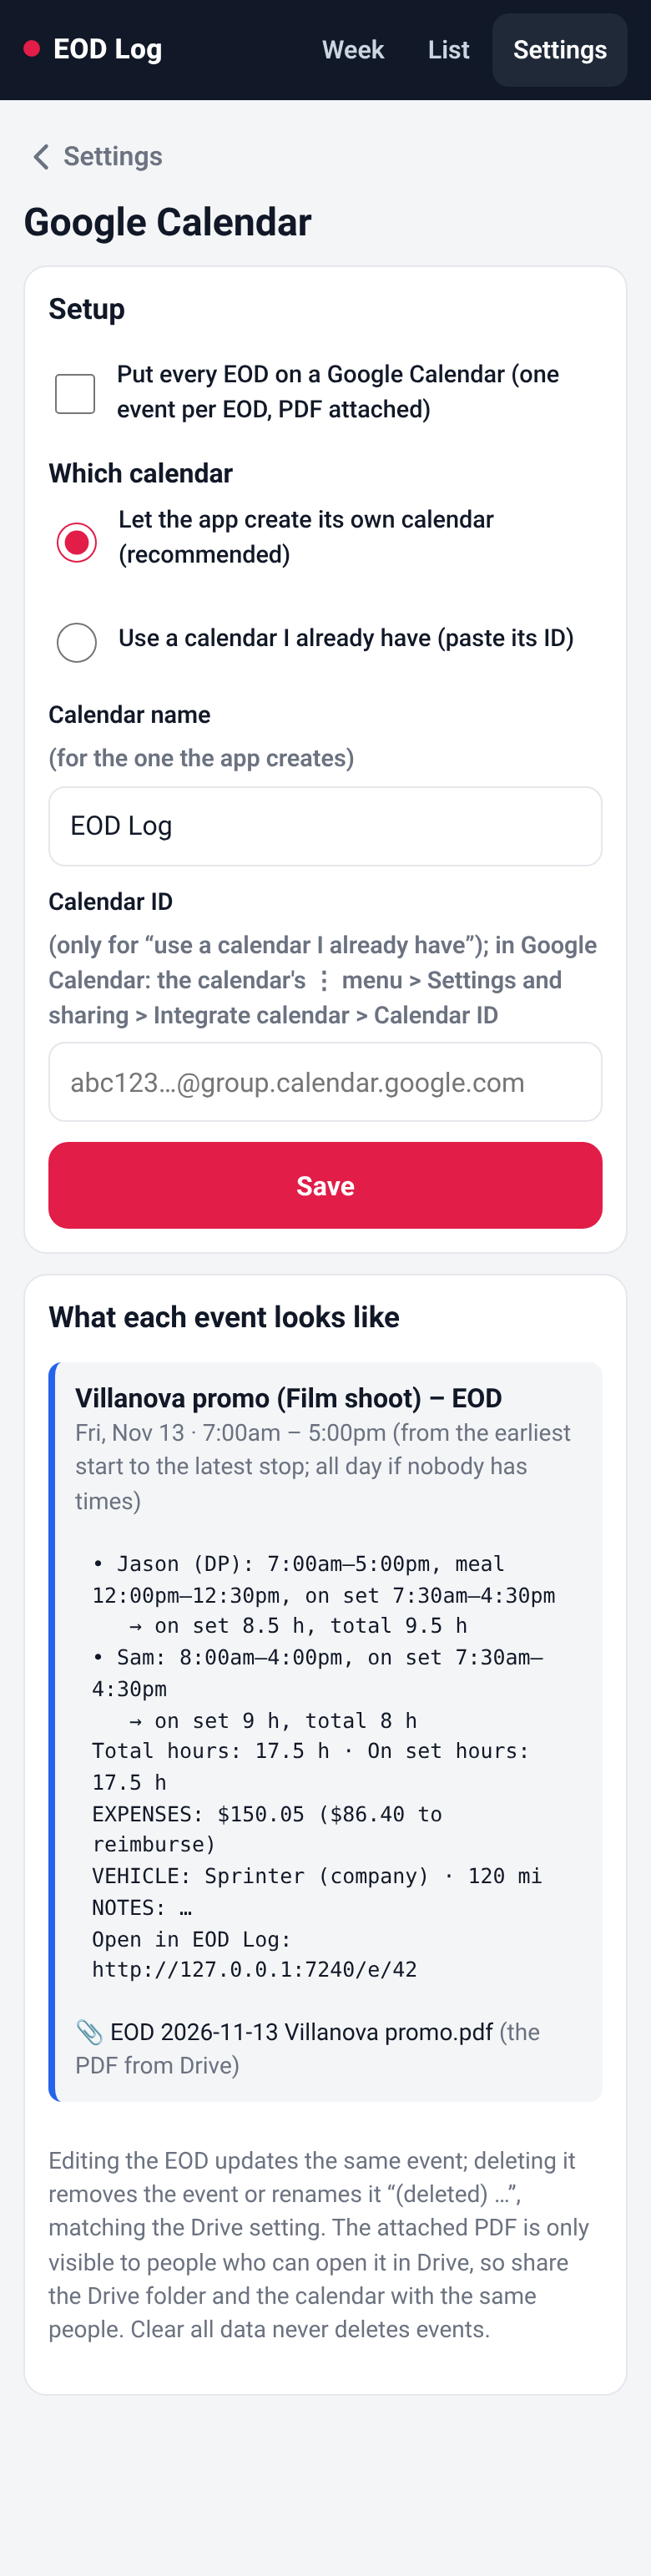 EOD Log
Week
List
Settings
Settings
Google Calendar
Setup
Put every EOD on a Google Calendar (one
event per EOD, PDF attached)
Which calendar
Let the app create its own calendar
(recommended)
Use a calendar I already have (paste its ID)
Calendar name
(for the one the app creates)
EOD Log
Calendar ID
(only for “use a calendar I already have”); in Google
Calendar: the calendar's ⋮ menu > Settings and
sharing > Integrate calendar > Calendar ID
abc123…@group.calendar.google.com
Save
What each event looks like
Villanova promo (Film shoot) – EOD
Fri, Nov 13 · 7:00am – 5:00pm (from the earliest
start to the latest stop; all day if nobody has
times)
• Jason (DP): 7:00am–5:00pm, meal
12:00pm–12:30pm, on set 7:30am–4:30pm
→ on set 8.5 h, total 9.5 h
• Sam: 8:00am–4:00pm, on set 7:30am–
4:30pm
→ on set 9 h, total 8 h
Total hours: 17.5 h · On set hours:
17.5 h
EXPENSES: $150.05 ($86.40 to
reimburse)
VEHICLE: Sprinter (company) · 120 mi
NOTES: …
Open in EOD Log:
http://127.0.0.1:7240/e/42
📎 EOD 2026-11-13 Villanova promo.pdf (the
PDF from Drive)
Editing the EOD updates the same event; deleting it
removes the event or renames it “(deleted) …”,
matching the Drive setting. The attached PDF is only
visible to people who can open it in Drive, so share
the Drive folder and the calendar with the same
people. Clear all data never deletes events.